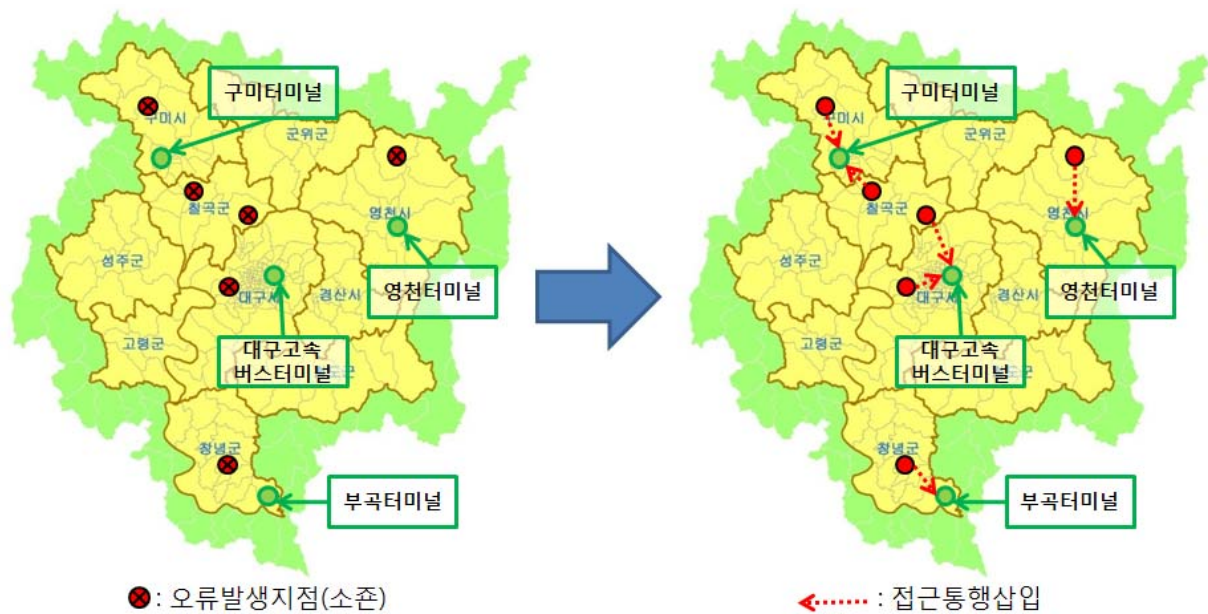 구미터미널
구미시
군위군
칠곡군
영천시
성주군
영천터미널
대구시
경산시
고령군
대구고속
버스터미널
도군
창녕군
부곡터미널
: 오류발생지점(소존)
구미터미널
구미시
군위군
칠곡군
영천시
성주군
영천터미널
대구시
경산시
고령군
대구고속
버스터미널
도군
창녕군
부곡터미널
: 접근통행삽입